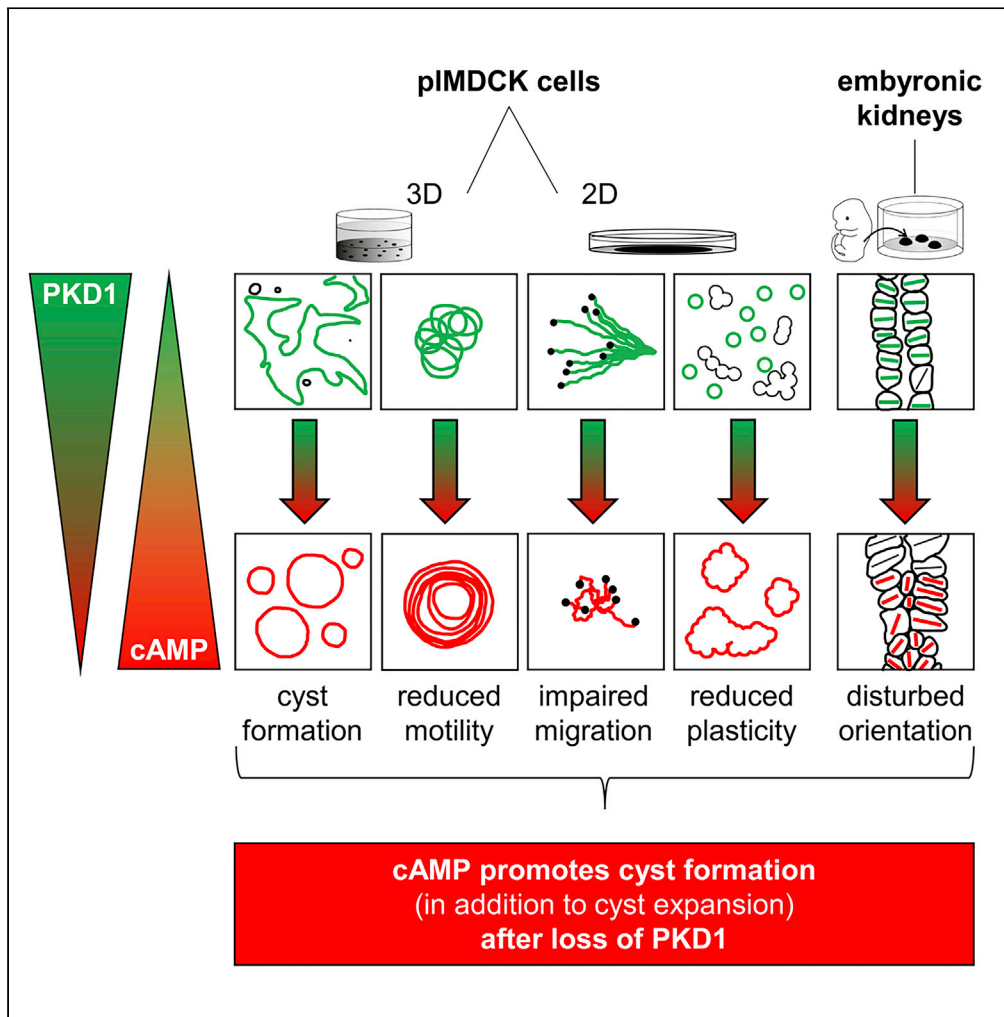 pIMDCK cells
embyronic
kidneys
3D
2D
PKD1
cAMP
cyst
formation
reduced
motility
impaired
migration
reduced
plasticity
disturbed
orientation
cAMP promotes cyst formation
(in addition to cyst expansion)
after loss of PKD1